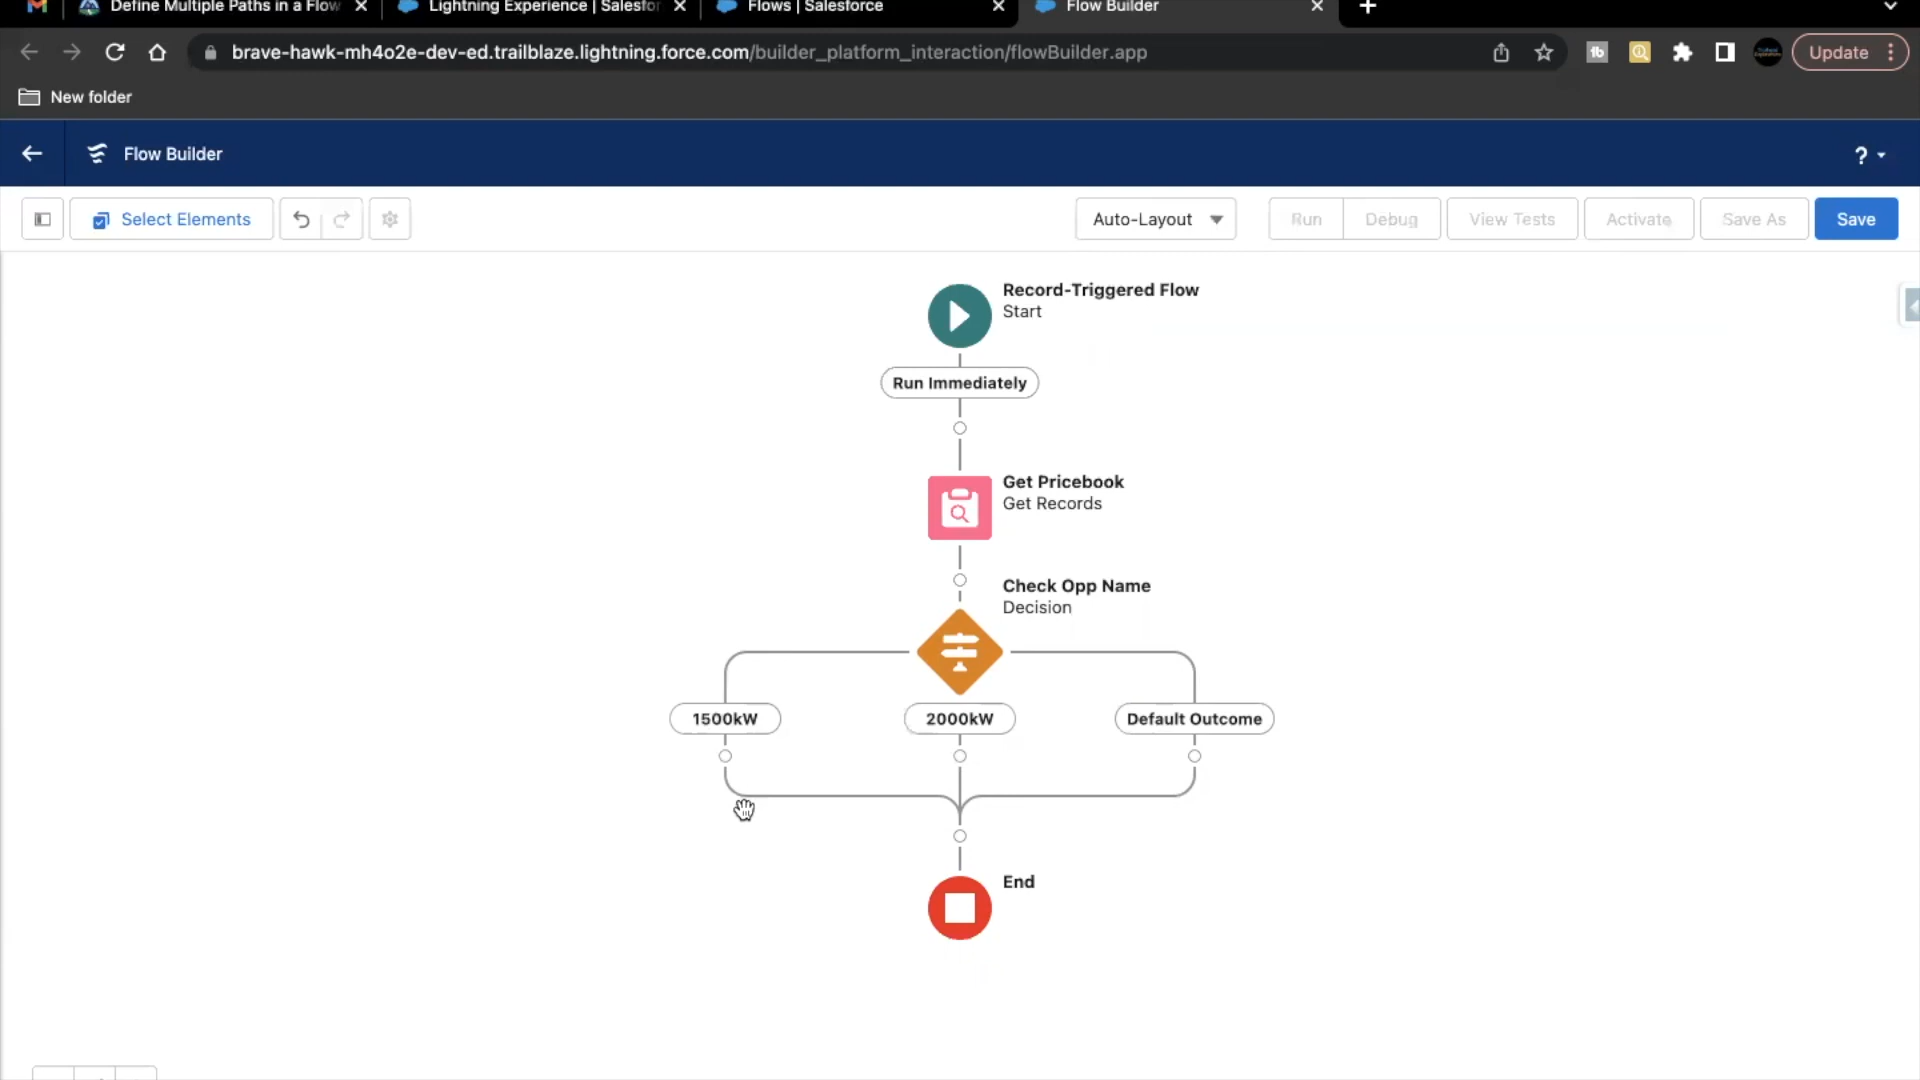 Define Multiple Paths in a Flow
Lightning Experience | Salesfor
Flows | Salesforce
Flow Builder
brave-hawk-mh4o2e-dev-ed.trailblaze.lightning.force.com/builder_platform_interaction/flowBuilder.app
Update
New folder
Flow Builder
?
Select Elements
Auto-Layout
Run
Debug
View Tests
Activate
Save As
Save
Record-Triggered Flow
Start
Run Immediately
Get Pricebook
Get Records
Check Opp Name
Decision
1500kW
2000kW
Default Outcome
End